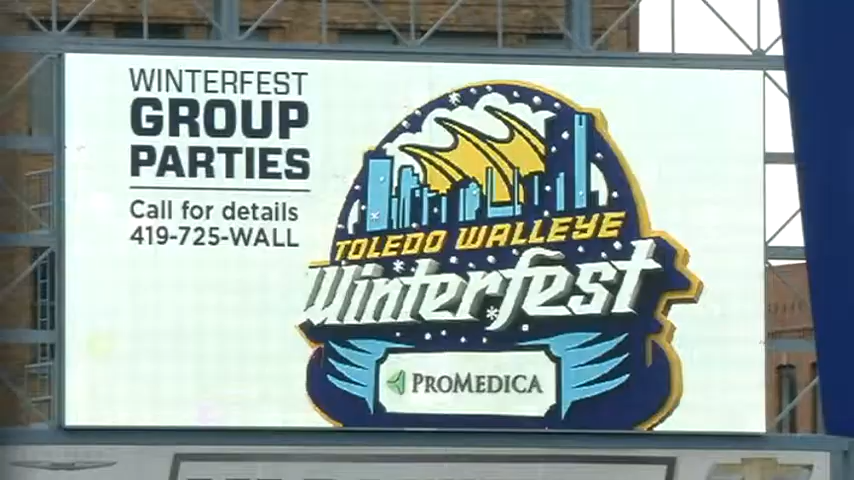 WINTERFEST
GROUP
PARTIES
Call for details
419-725-WALL
TOLEDO WALLEYE
Winterfest
PROMEDICA